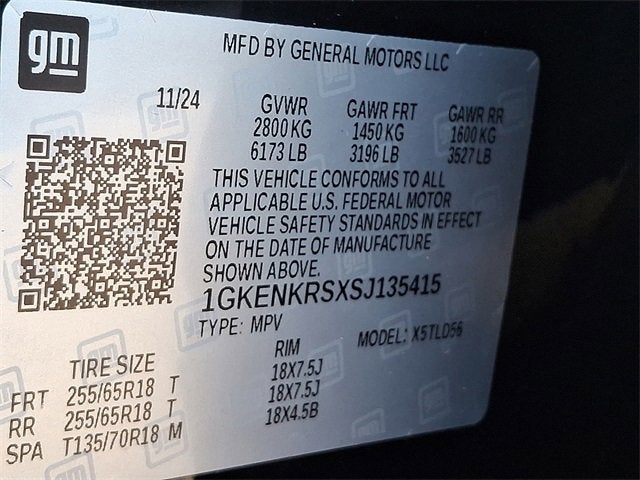 gm
MFD BY GENERAL MOTORS LLC
11/24 GVWR GAWR FRT GAWR RR
2800 KG 1450 KG 1600 KG
6173 LB 3196 LB 3527 LB
THIS VEHICLE CONFORMS TO ALL
APPLICABLE U.S. FEDERAL MOTOR
VEHICLE SAFETY STANDARDS IN EFFECT
ON THE DATE OF MANUFACTURE
SHOWN ABOVE.
1GKENKRSXSJ135415
TYPE: MPV MODEL: X5TLD56
TIRE SIZE RIM
FRT 255/65R18 T 18X7.5J
RR 255/65R18 T 18X7.5J
SPA T135/70R18 M 18X4.5B